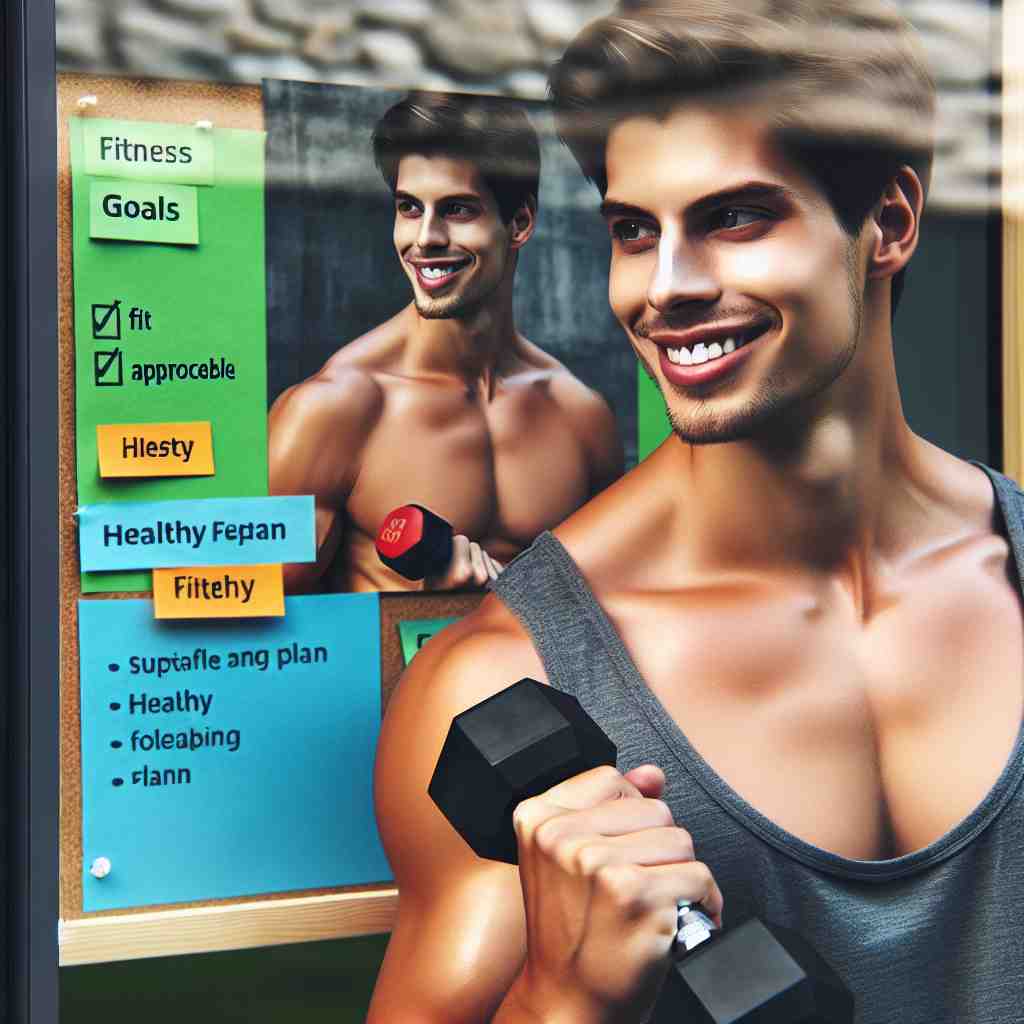 Fitness
Goals
fit
approceble
Hlesty
Healthy Fepan
Filtehy
• suptafle ang plan
• Healthy
• foleabing
• flann